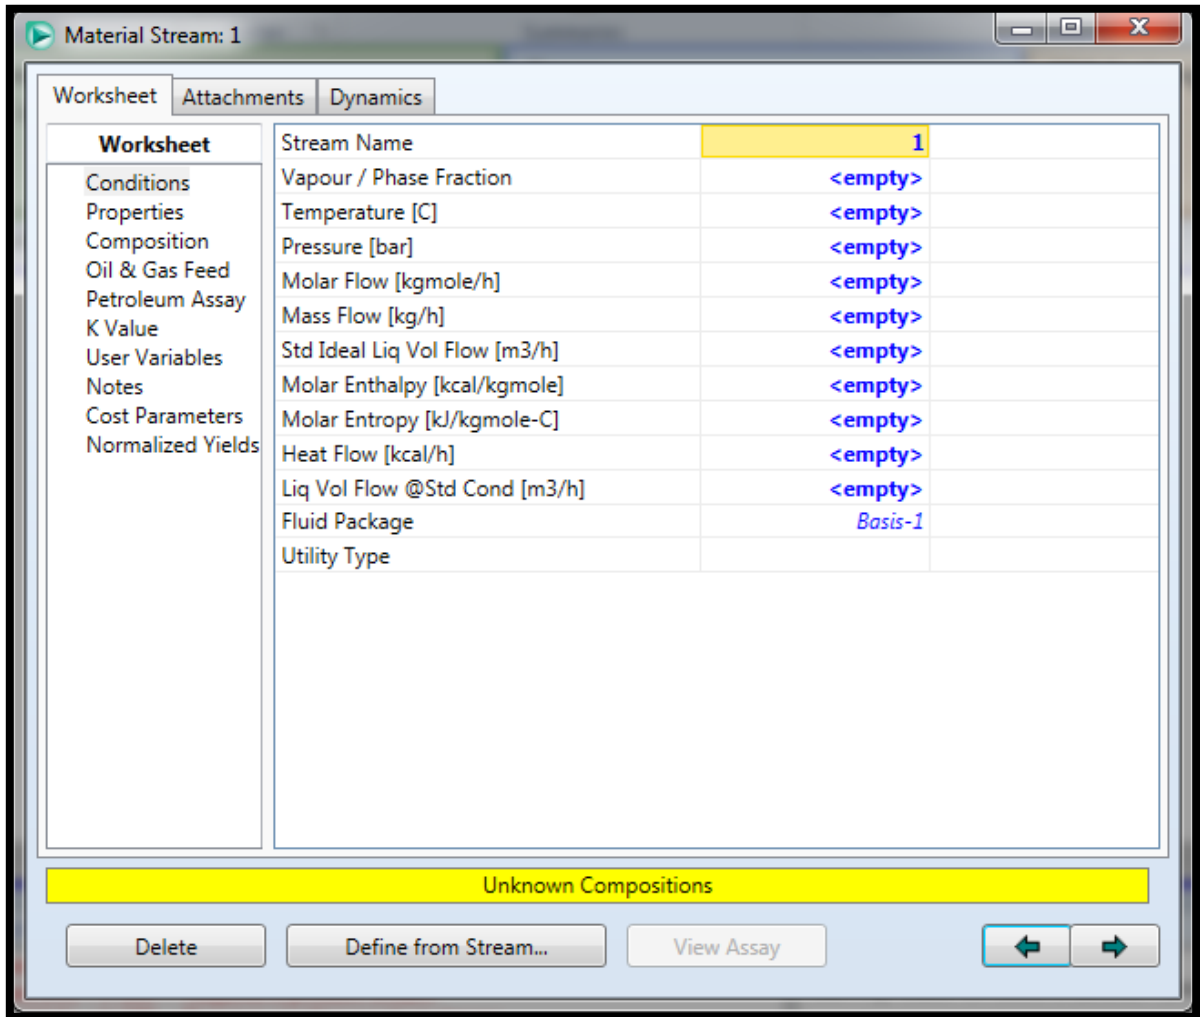 Material Stream: 1
Worksheet Attachments Dynamics
Worksheet
Conditions
Properties
Composition
Oil & Gas Feed
Petroleum Assay
K Value
User Variables
Notes
Cost Parameters
Normalized Yields
Stream Name 1
Vapour / Phase Fraction <empty>
Temperature [C] <empty>
Pressure [bar] <empty>
Molar Flow [kgmole/h] <empty>
Mass Flow [kg/h] <empty>
Std Ideal Liq Vol Flow [m3/h] <empty>
Molar Enthalpy [kcal/kgmole] <empty>
Molar Entropy [kJ/kgmole-C] <empty>
Heat Flow [kcal/h] <empty>
Liq Vol Flow @Std Cond [m3/h] <empty>
Fluid Package Basis-1
Utility Type
Unknown Compositions
Delete Define from Stream... View Assay